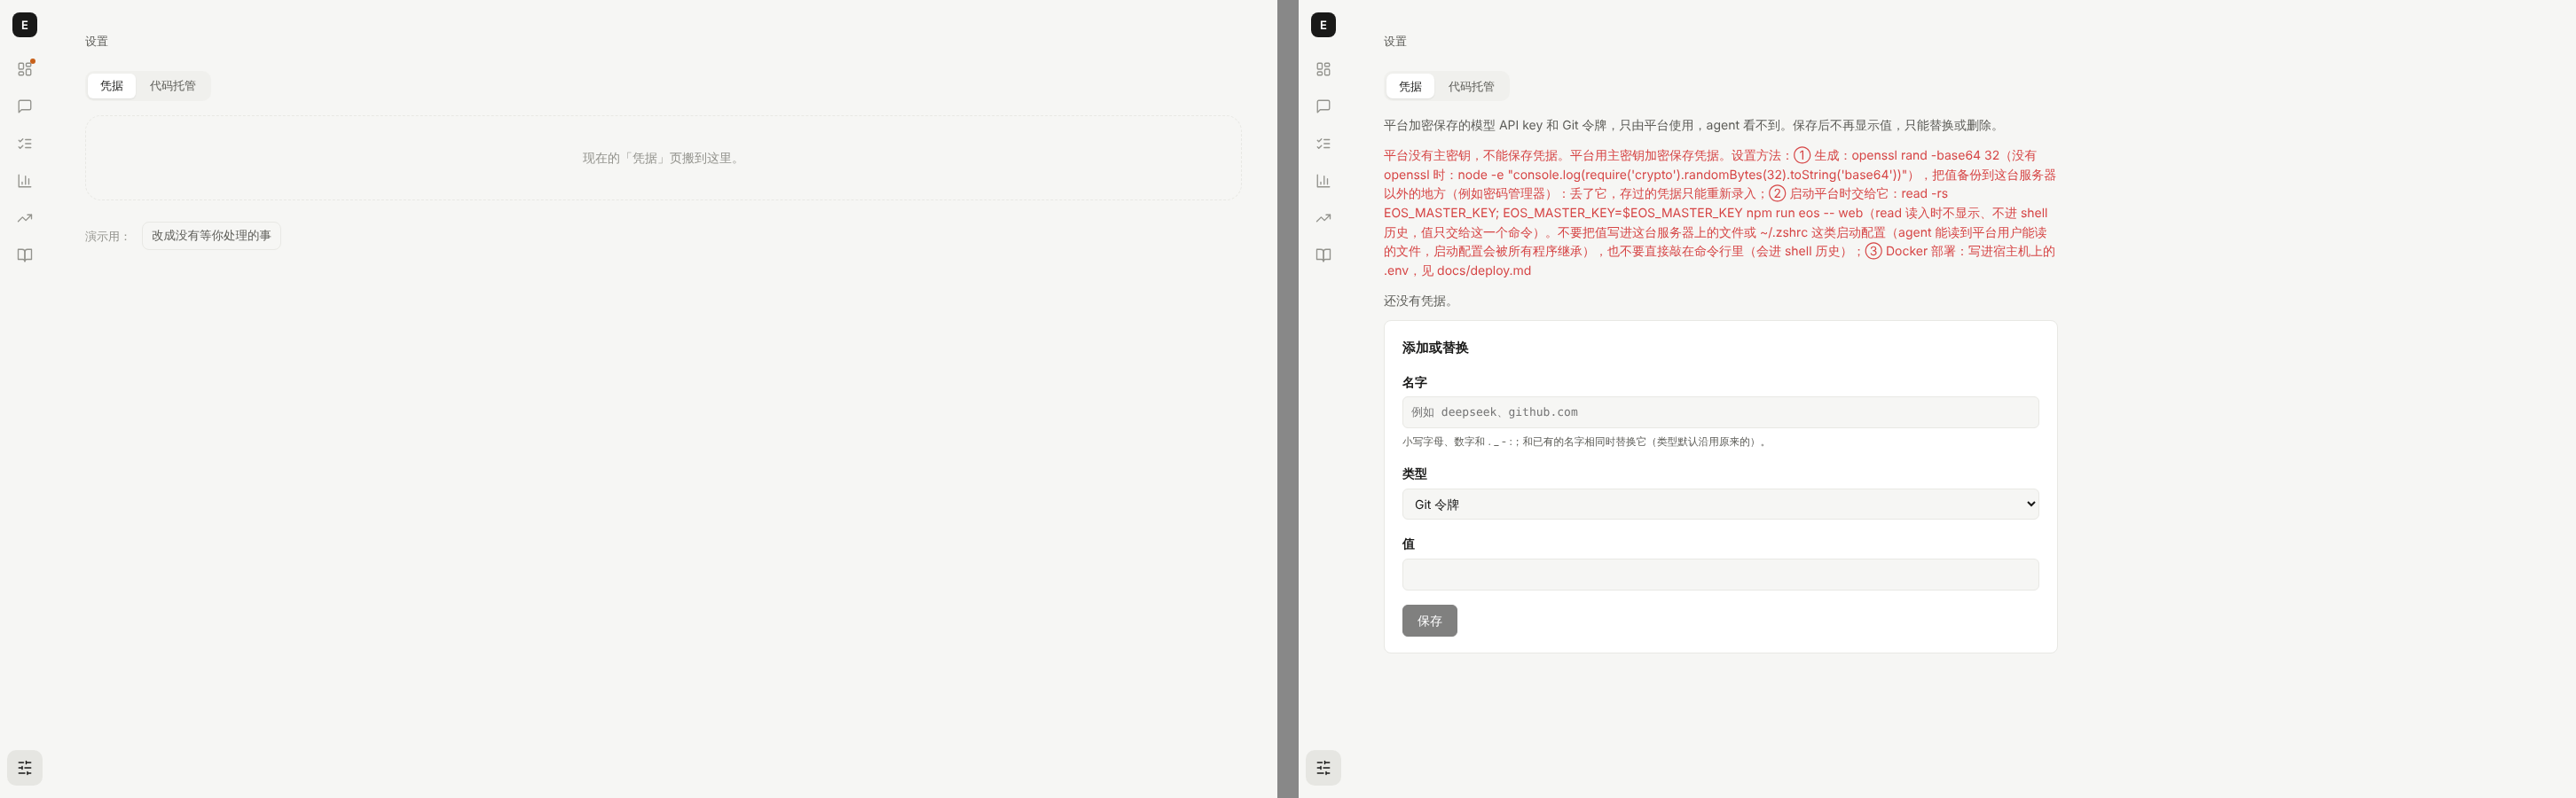 E
设置
凭据
代码托管
现在的「凭据」页搬到这里。
演示用：
改成没有等你处理的事
E
设置
凭据
代码托管
平台加密保存的模型 API key 和 Git 令牌，只由平台使用，agent 看不到。保存后不再显示值，只能替换或删除。
平台没有主密钥，不能保存凭据。平台用主密钥加密保存凭据。设置方法：① 生成：openssl rand -base64 32（没有
openssl 时：node -e "console.log(require('crypto').randomBytes(32).toString('base64'))"），把值备份到这台服务器
以外的地方（例如密码管理器）：丢了它，存过的凭据只能重新录入；② 启动平台时交给它：read -rs
EOS_MASTER_KEY; EOS_MASTER_KEY=$EOS_MASTER_KEY npm run eos -- web（read 读入时不显示、不进 shell
历史，值只交给这一个命令）。不要把值写进这台服务器上的文件或 ~/.zshrc 这类启动配置（agent 能读到平台用户能读
的文件，启动配置会被所有程序继承），也不要直接敲在命令行里（会进 shell 历史）；③ Docker 部署：写进宿主机上的
.env，见 docs/deploy.md
还没有凭据。
添加或替换
名字
例如 deepseek、github.com
小写字母、数字和 . _ - : ; 和已有的名字相同时替换它（类型默认沿用原来的）。
类型
Git 令牌
值
保存